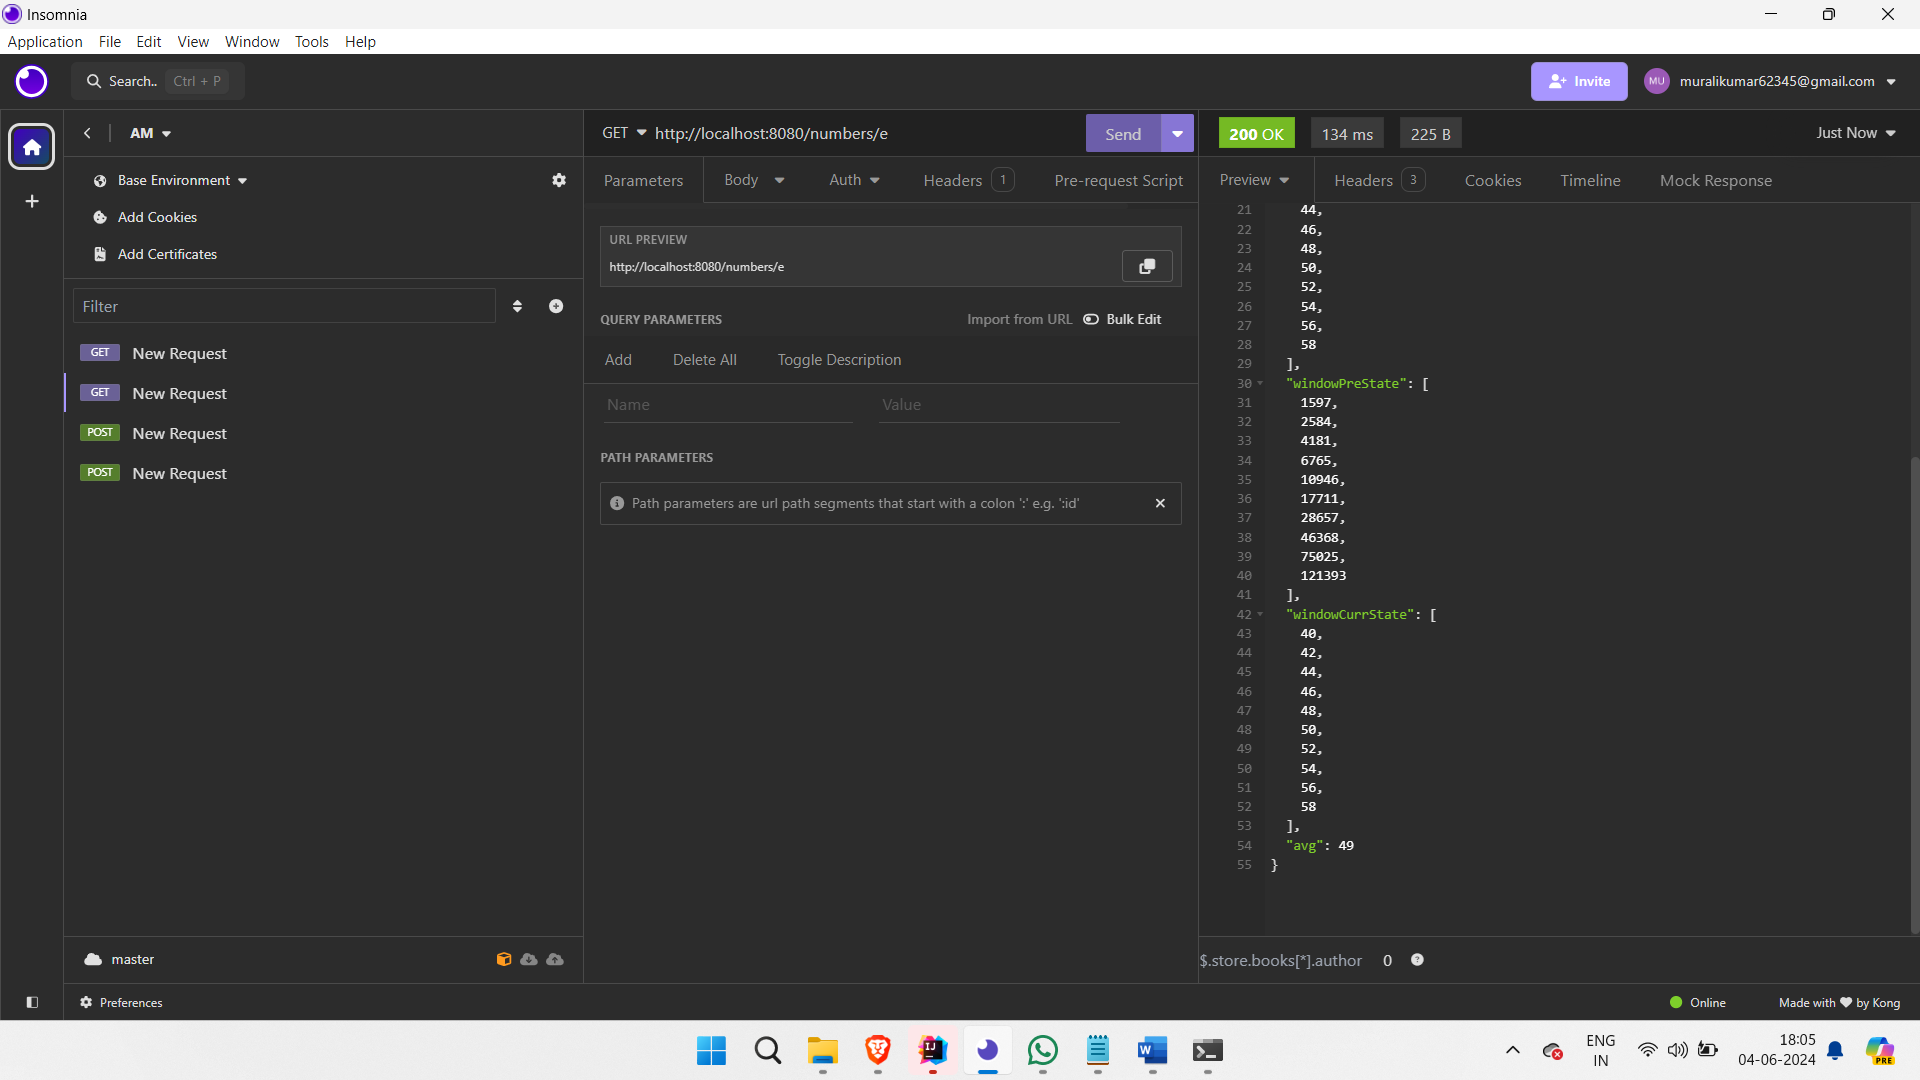 Insomnia
Application File Edit View Window Tools Help
Search.. Ctrl + P
Invite
MU muralikumar62345@gmail.com
AM
Base Environment
Add Cookies
Add Certificates
Filter
GET New Request
GET New Request
POST New Request
POST New Request
master
Preferences
GET http://localhost:8080/numbers/e
Send
Parameters Body Auth Headers 1 Pre-request Script
URL PREVIEW
http://localhost:8080/numbers/e
QUERY PARAMETERS Import from URL Bulk Edit
Add Delete All Toggle Description
Name Value
PATH PARAMETERS
Path parameters are url path segments that start with a colon ':' e.g. ':id'
200 OK 134 ms 225 B Just Now
Preview Headers 3 Cookies Timeline Mock Response
21 44,
22 46,
23 48,
24 50,
25 52,
26 54,
27 56,
28 58
29 ],
30 "windowPreState": [
31 1597,
32 2584,
33 4181,
34 6765,
35 10946,
36 17711,
37 28657,
38 46368,
39 75025,
40 121393
41 ],
42 "windowCurrState": [
43 40,
44 42,
45 44,
46 46,
47 48,
48 50,
49 52,
50 54,
51 56,
52 58
53 ],
54 "avg": 49
55 }
$.store.books[*].author 0
Online Made with ❤ by Kong
IJ
W
ENG
IN
18:05
04-06-2024
PRE